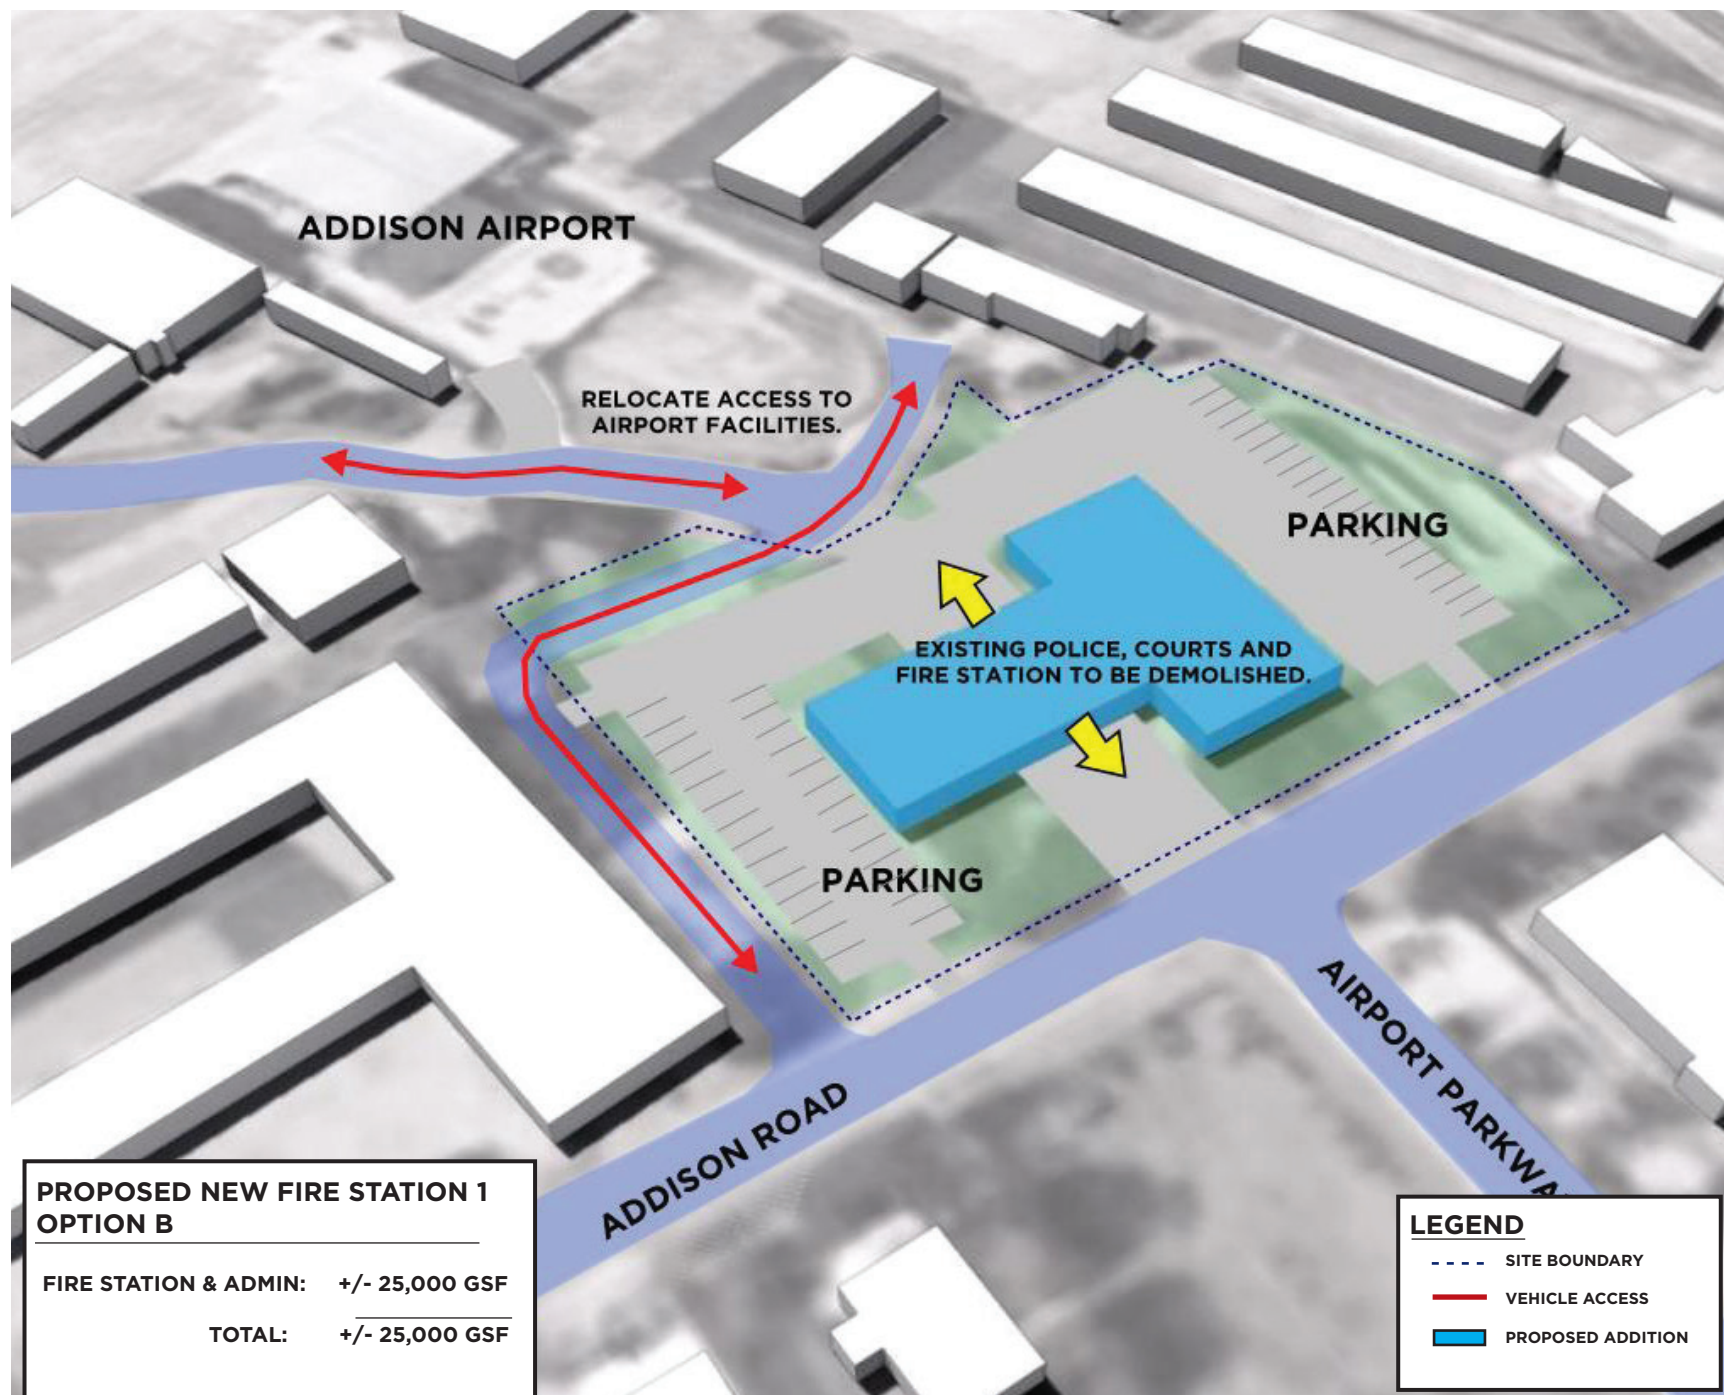 ADDISON AIRPORT
RELOCATE ACCESS TO
AIRPORT FACILITIES.
PARKING
EXISTING POLICE, COURTS AND
FIRE STATION TO BE DEMOLISHED.
PARKING
AIRPORT PARKWA
ADDISON ROAD
PROPOSED NEW FIRE STATION 1
OPTION B
FIRE STATION & ADMIN: +/- 25,000 GSF
TOTAL: +/- 25,000 GSF
LEGEND
SITE BOUNDARY
VEHICLE ACCESS
PROPOSED ADDITION